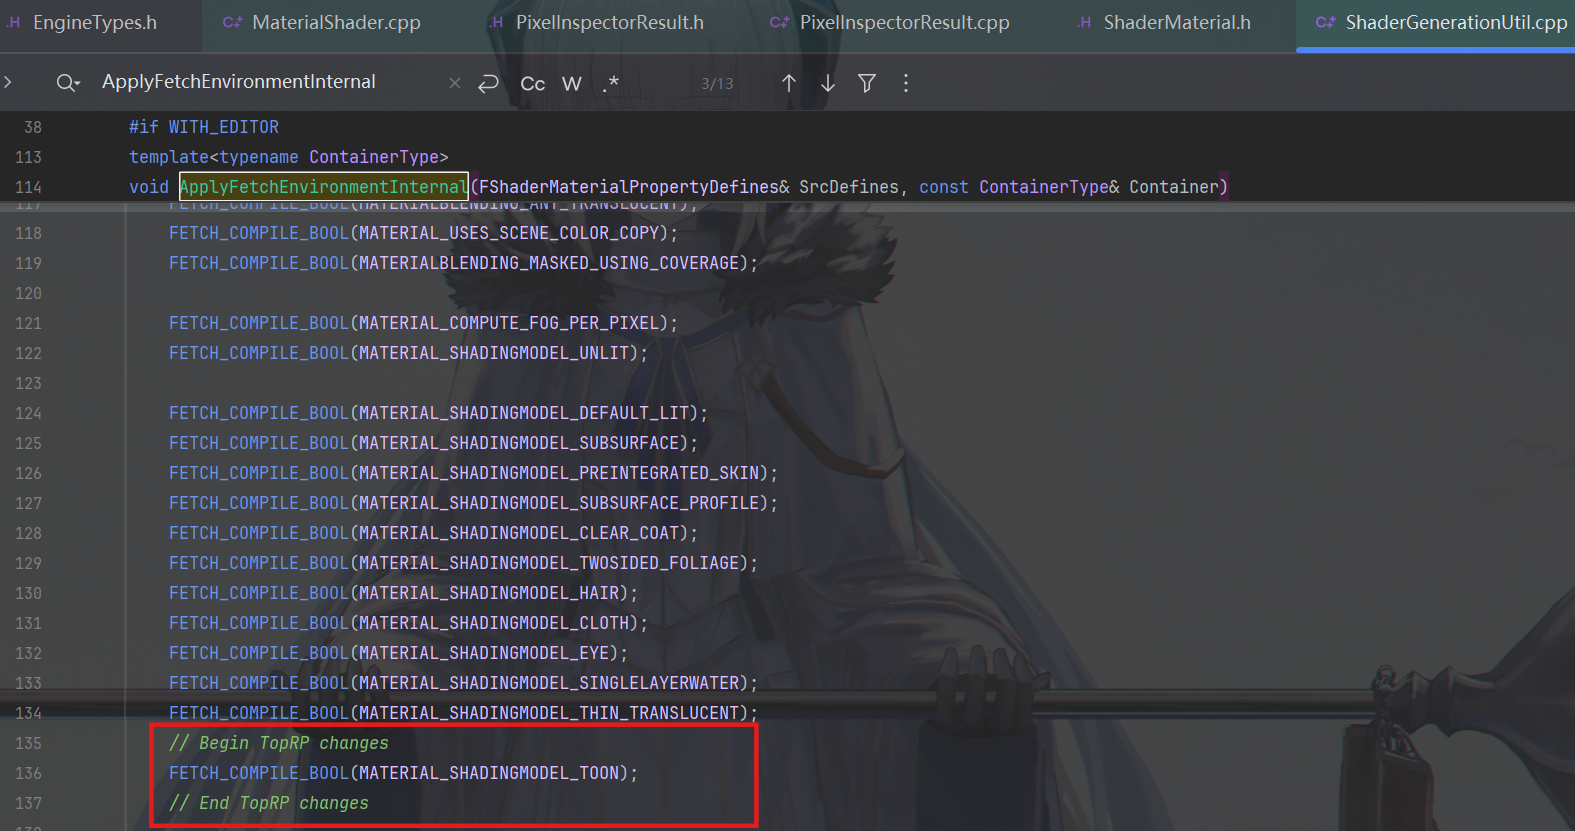 .H EngineTypes.h
C++ MaterialShader.cpp
.H PixelInspectorResult.h
C++ PixelInspectorResult.cpp
.H ShaderMaterial.h
C++ ShaderGenerationUtil.cpp
ApplyFetchEnvironmentInternal
Cc W .* 3/13
38 #if WITH_EDITOR
113 template<typename ContainerType>
114 void ApplyFetchEnvironmentInternal(FShaderMaterialPropertyDefines& SrcDefines, const ContainerType& Container)
117 FETCH_COMPILE_BOOL(MATERIALBLENDING_ANY_TRANSLUCENT);
118 FETCH_COMPILE_BOOL(MATERIAL_USES_SCENE_COLOR_COPY);
119 FETCH_COMPILE_BOOL(MATERIALBLENDING_MASKED_USING_COVERAGE);
120
121 FETCH_COMPILE_BOOL(MATERIAL_COMPUTE_FOG_PER_PIXEL);
122 FETCH_COMPILE_BOOL(MATERIAL_SHADINGMODEL_UNLIT);
123
124 FETCH_COMPILE_BOOL(MATERIAL_SHADINGMODEL_DEFAULT_LIT);
125 FETCH_COMPILE_BOOL(MATERIAL_SHADINGMODEL_SUBSURFACE);
126 FETCH_COMPILE_BOOL(MATERIAL_SHADINGMODEL_PREINTEGRATED_SKIN);
127 FETCH_COMPILE_BOOL(MATERIAL_SHADINGMODEL_SUBSURFACE_PROFILE);
128 FETCH_COMPILE_BOOL(MATERIAL_SHADINGMODEL_CLEAR_COAT);
129 FETCH_COMPILE_BOOL(MATERIAL_SHADINGMODEL_TWOSIDED_FOLIAGE);
130 FETCH_COMPILE_BOOL(MATERIAL_SHADINGMODEL_HAIR);
131 FETCH_COMPILE_BOOL(MATERIAL_SHADINGMODEL_CLOTH);
132 FETCH_COMPILE_BOOL(MATERIAL_SHADINGMODEL_EYE);
133 FETCH_COMPILE_BOOL(MATERIAL_SHADINGMODEL_SINGLELAYERWATER);
134 FETCH_COMPILE_BOOL(MATERIAL_SHADINGMODEL_THIN_TRANSLUCENT);
135 // Begin TopRP changes
136 FETCH_COMPILE_BOOL(MATERIAL_SHADINGMODEL_TOON);
137 // End TopRP changes